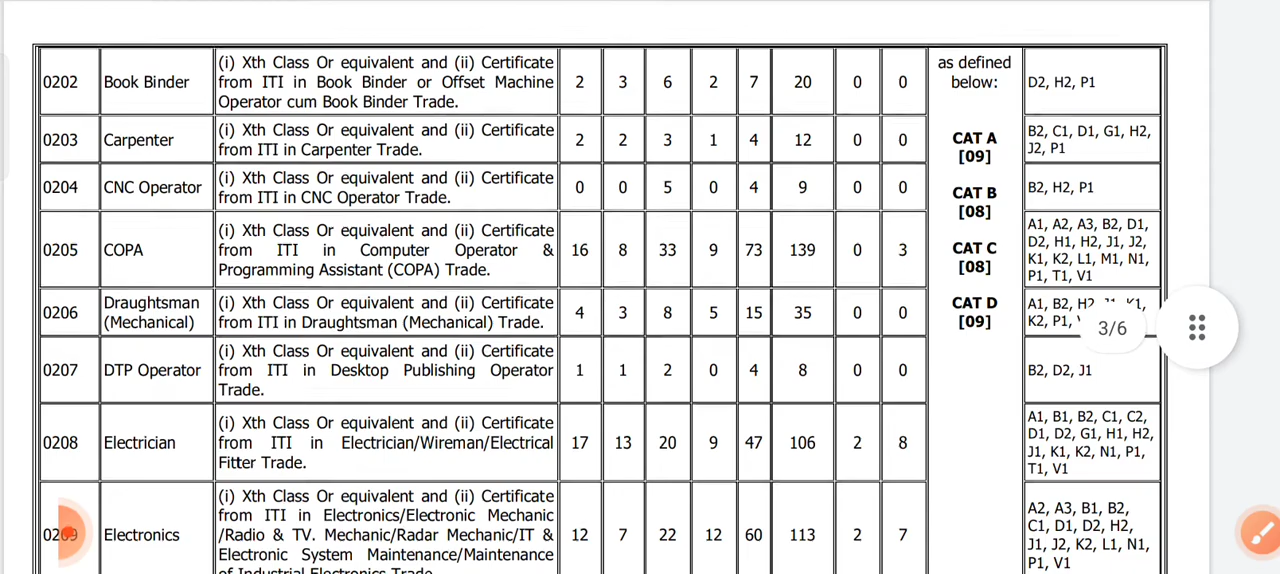 0202 Book Binder (i) Xth Class Or equivalent and (ii) Certificate from ITI in Book Binder or Offset Machine Operator cum Book Binder Trade. 2 3 6 2 7 20 0 0 D2, H2, P1
as defined below:
0203 Carpenter (i) Xth Class Or equivalent and (ii) Certificate from ITI in Carpenter Trade. 2 2 3 1 4 12 0 0 B2, C1, D1, G1, H2, J2, P1
CAT A [09]
0204 CNC Operator (i) Xth Class Or equivalent and (ii) Certificate from ITI in CNC Operator Trade. 0 0 5 0 4 9 0 0 B2, H2, P1
CAT B [08]
0205 COPA (i) Xth Class Or equivalent and (ii) Certificate from ITI in Computer Operator & Programming Assistant (COPA) Trade. 16 8 33 9 73 139 0 3 A1, A2, A3, B2, D1, D2, H1, H2, J1, J2, K1, K2, L1, M1, N1, P1, T1, V1
CAT C [08]
0206 Draughtsman (Mechanical) (i) Xth Class Or equivalent and (ii) Certificate from ITI in Draughtsman (Mechanical) Trade. 4 3 8 5 15 35 0 0 A1, B2, K2, P1,
CAT D [09]
3/6
0207 DTP Operator (i) Xth Class Or equivalent and (ii) Certificate from ITI in Desktop Publishing Operator Trade. 1 1 2 0 4 8 0 0 B2, D2, J1
0208 Electrician (i) Xth Class Or equivalent and (ii) Certificate from ITI in Electrician/Wireman/Electrical Fitter Trade. 17 13 20 9 47 106 2 8 A1, B1, B2, C1, C2, D1, D2, G1, H1, H2, J1, K1, K2, N1, P1, T1, V1
Electronics (i) Xth Class Or equivalent and (ii) Certificate from ITI in Electronics/Electronic Mechanic /Radio & TV. Mechanic/Radar Mechanic/IT & Electronic System Maintenance/Maintenance of Industrial Electronics Trade. 12 7 22 12 60 113 2 7 A2, A3, B1, B2, C1, D1, D2, H2, J1, J2, K2, L1, N1, P1, V1